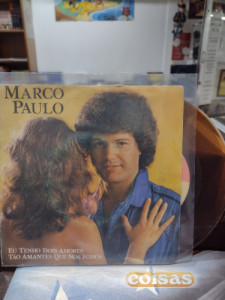 MARCO
PAULO
EU TENHO DOIS AMORES
TÃO AMANTES QUE NÓS FOMOS
coisas